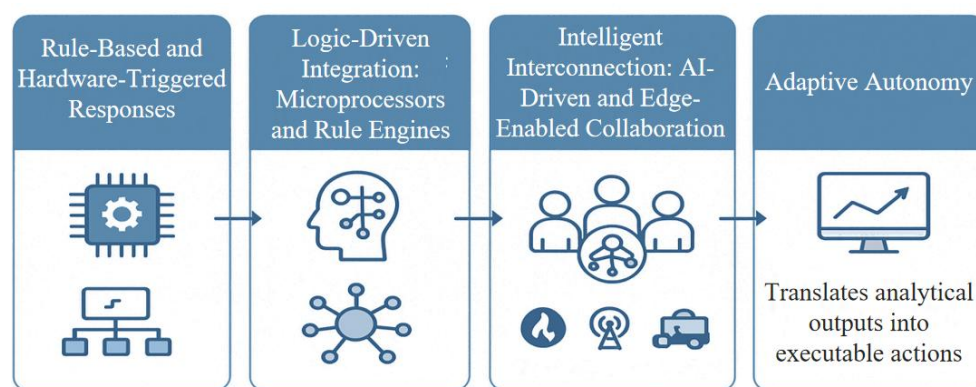 Rule-Based and
Hardware-Triggered
Responses
Logic-Driven
Integration:
Microprocessors
and Rule Engines
Intelligent
Interconnection: AI-
Driven and Edge-
Enabled Collaboration
Adaptive Autonomy
Translates analytical
outputs into
executable actions